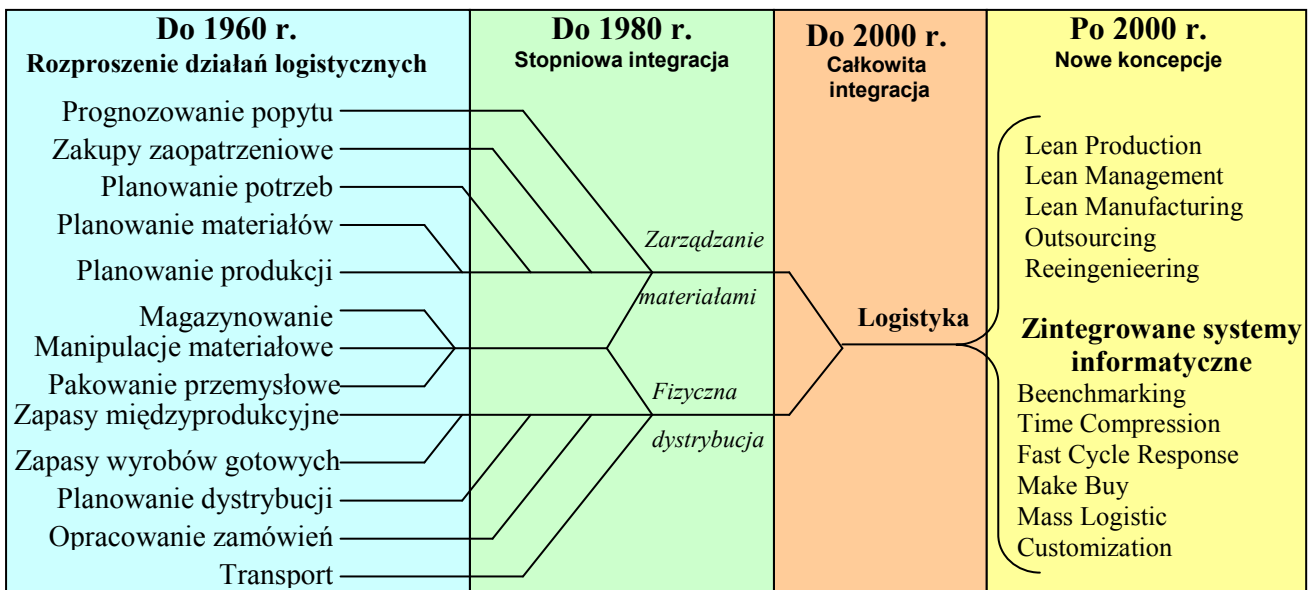 Do 1960 r.
Rozproszenie działań logistycznych
Prognozowanie popytu
Zakupy zaopatrzeniowe
Planowanie potrzeb
Planowanie materiałów
Planowanie produkcji
Magazynowanie
Manipulacje materiałowe
Pakowanie przemysłowe
Zapasy międzyprodukcyjne
Zapasy wyrobów gotowych
Planowanie dystrybucji
Opracowanie zamówień
Transport
Do 1980 r.
Stopniowa integracja
Zarządzanie
materiałami
Fizyczna
dystrybucja
Do 2000 r.
Całkowita
integracja
Logistyka
Po 2000 r.
Nowe koncepcje
Lean Production
Lean Management
Lean Manufacturing
Outsourcing
Reeingenieering
Zintegrowane systemy
informatyczne
Beenchmarking
Time Compression
Fast Cycle Response
Make Buy
Mass Logistic
Customization